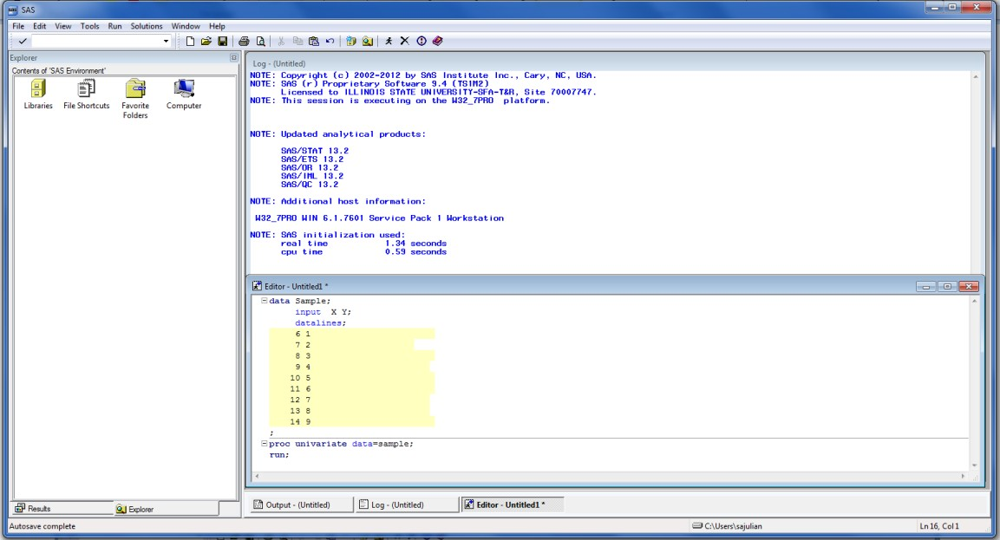 SAS
File Edit View Tools Run Solutions Window Help
Explorer
Contents of 'SAS Environment'
Libraries File Shortcuts Favorite Folders Computer
Log - (Untitled)
NOTE: Copyright (c) 2002-2012 by SAS Institute Inc., Cary, NC, USA.
NOTE: SAS (r) Proprietary Software 9.4 (TS1M2)
      Licensed to ILLINOIS STATE UNIVERSITY-SFA-T&R, Site 70007747.
NOTE: This session is executing on the W32_7PRO  platform.
NOTE: Updated analytical products:
      SAS/STAT 13.2
      SAS/ETS 13.2
      SAS/OR 13.2
      SAS/IML 13.2
      SAS/QC 13.2
NOTE: Additional host information:
 W32_7PRO WIN 6.1.7601 Service Pack 1 Workstation
NOTE: SAS initialization used:
      real time           1.34 seconds
      cpu time            0.59 seconds
Editor - Untitled1 *
data Sample;
     input  X Y;
     datalines;
     6 1
     7 2
     8 3
     9 4
    10 5
    11 6
    12 7
    13 8
    14 9
;
proc univariate data=sample;
run;
Results Explorer
Output - (Untitled) Log - (Untitled) Editor - Untitled1 *
Autosave complete C:\Users\sajulian Ln 16, Col 1